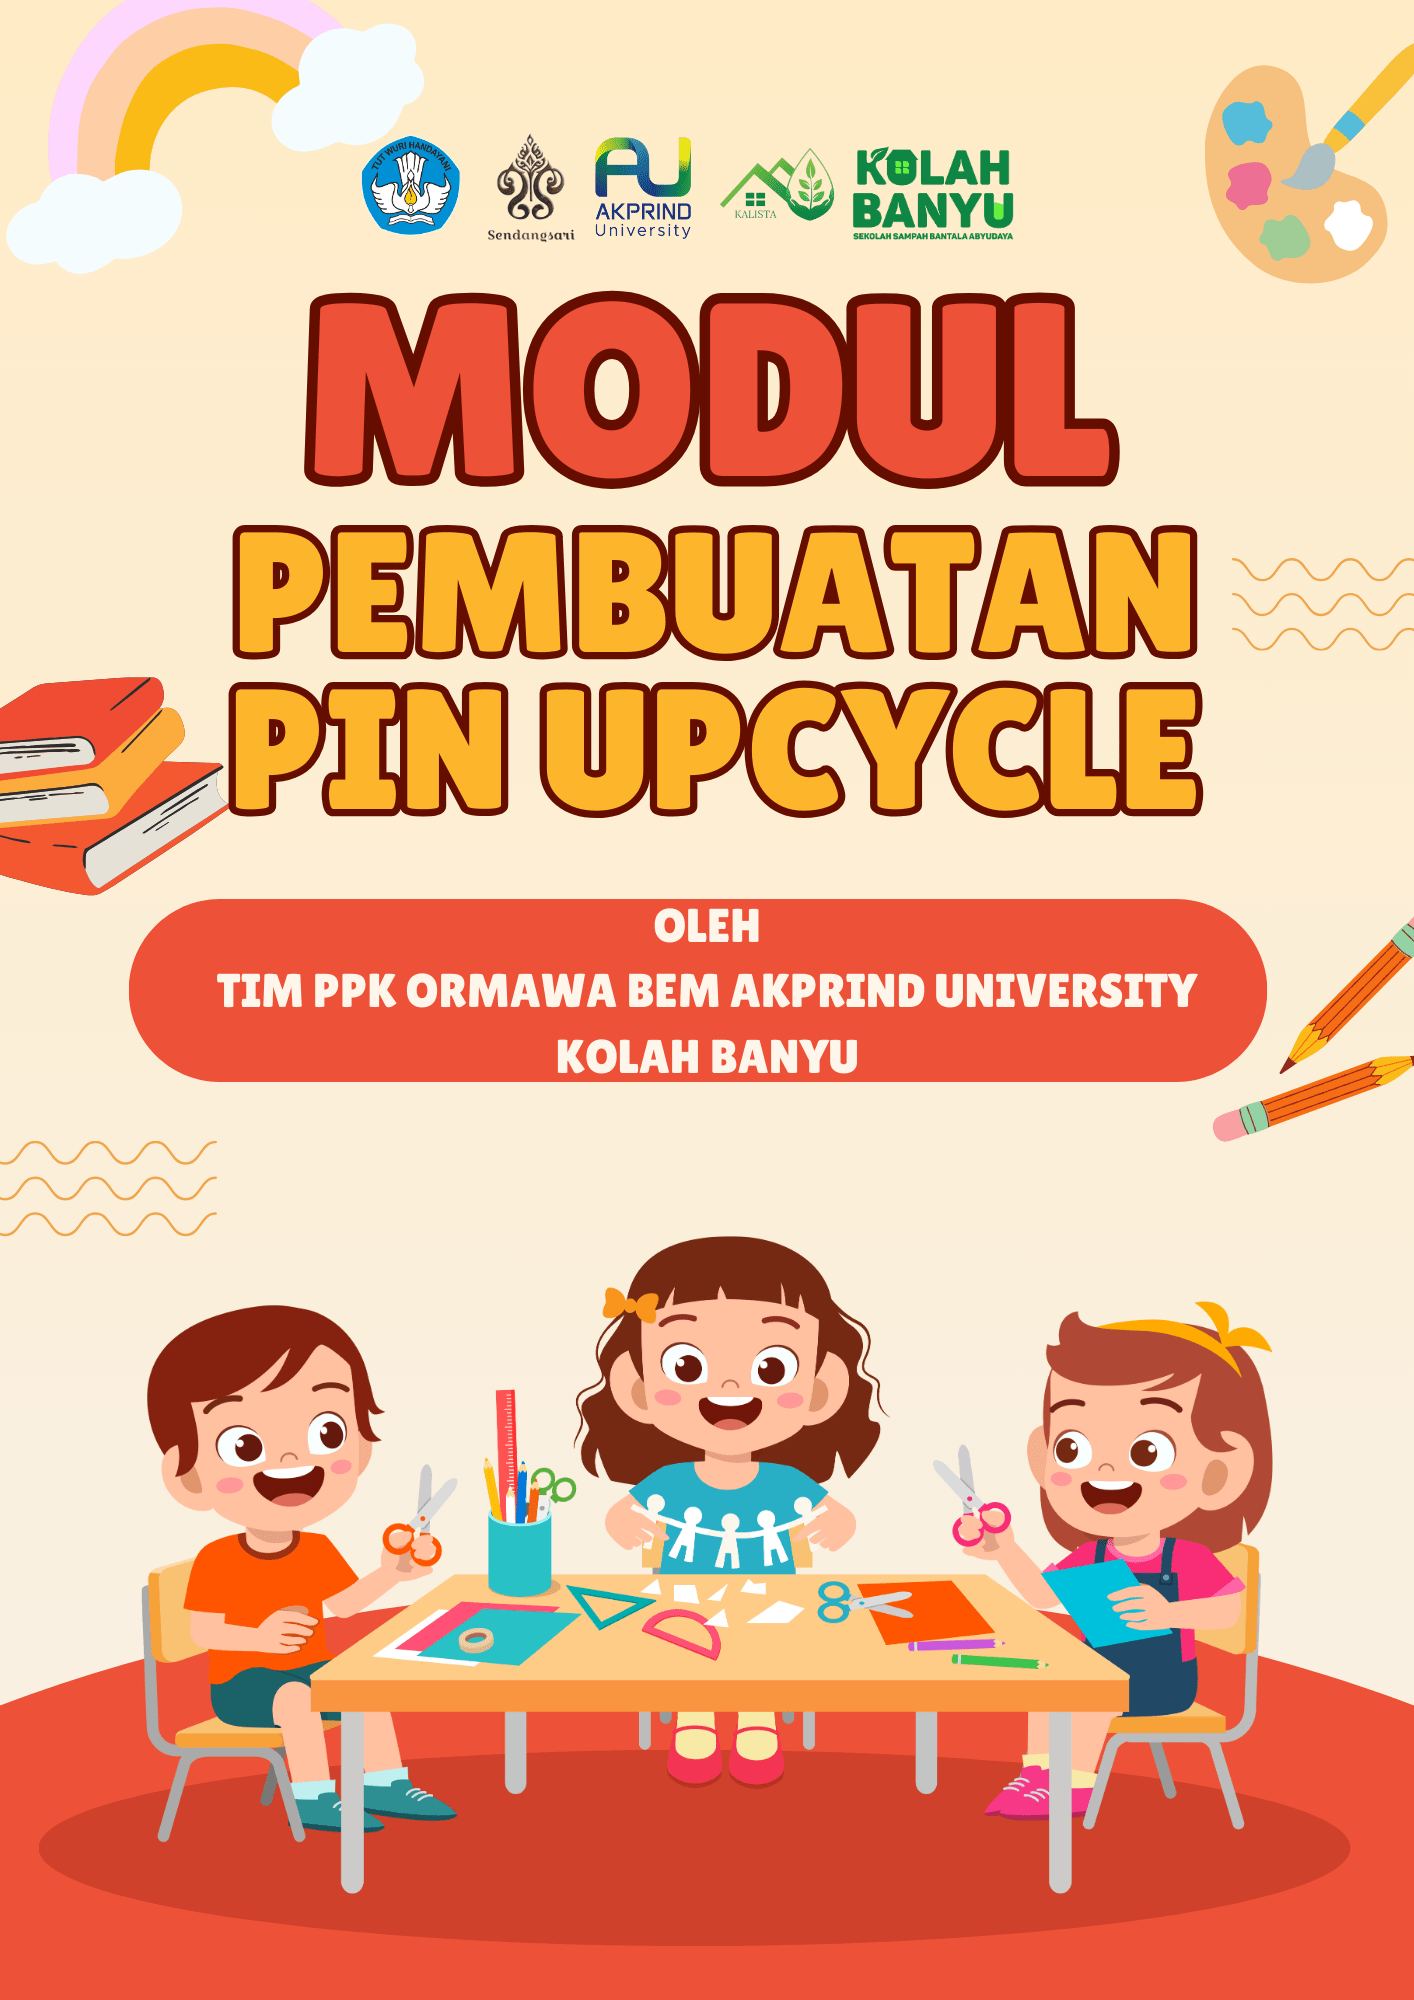 TUT WURI HANDAYANI
Sendangsari
AKPRIND
University
KALISTA
KOLAH
BANYU
SEKOLAH SAMPAH BANTALA ABYUDAYA
MODUL
PEMBUATAN
PIN UPCYCLE
OLEH
TIM PPK ORMAWA BEM AKPRIND UNIVERSITY
KOLAH BANYU